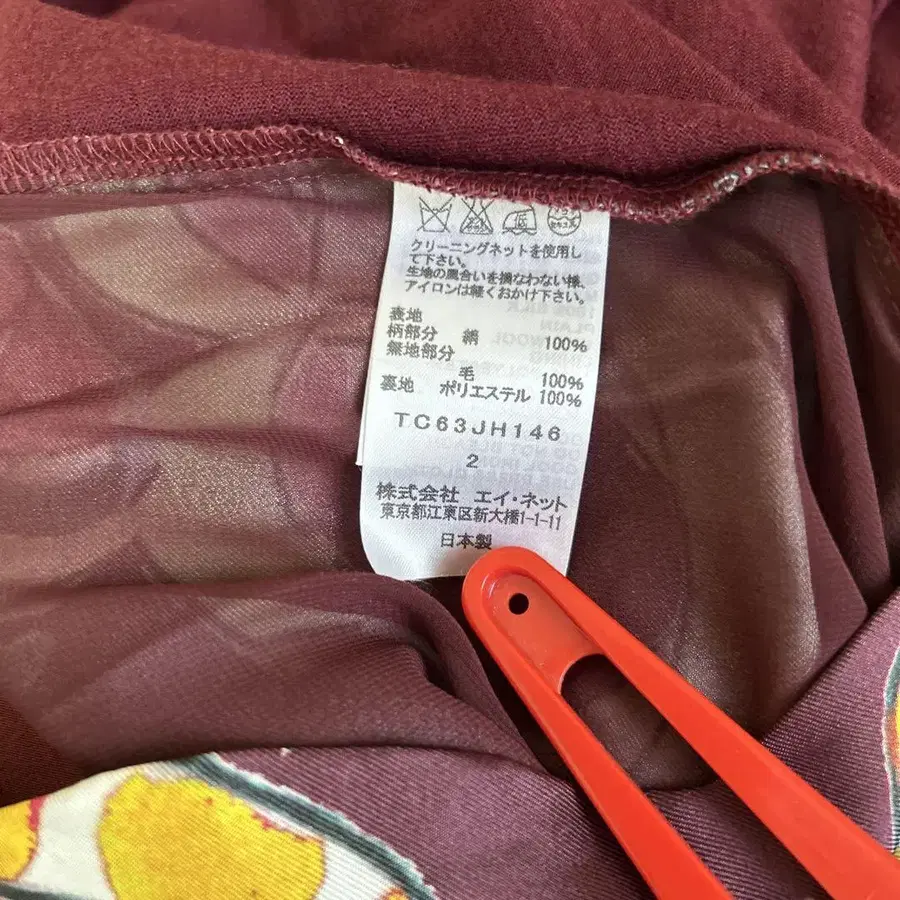 クリーニングネットを使用し
て下さい。
生地の風合いを損なわない様、
アイロンは軽くおかけ下さい。
表地
柄部分 絹 100%
無地部分
毛 100%
裏地 ポリエステル 100%
TC63JH146
2
株式会社 エイ・ネット
東京都江東区新大橋1-1-11
日本製